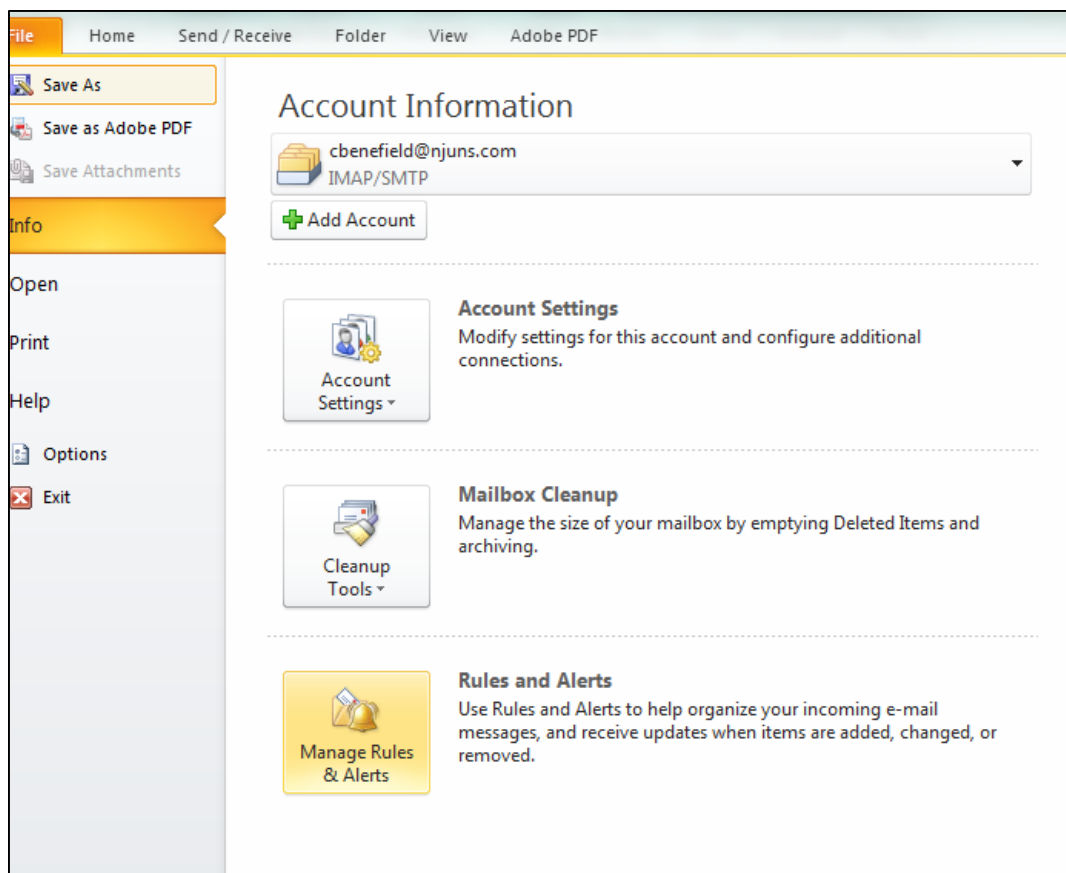 File Home Send / Receive Folder View Adobe PDF
Save As
Save as Adobe PDF
Save Attachments
Info
Open
Print
Help
Options
Exit
Account Information
cbenefield@njuns.com
IMAP/SMTP
Add Account
Account
Settings
Account Settings
Modify settings for this account and configure additional
connections.
Cleanup
Tools
Mailbox Cleanup
Manage the size of your mailbox by emptying Deleted Items and
archiving.
Manage Rules
& Alerts
Rules and Alerts
Use Rules and Alerts to help organize your incoming e-mail
messages, and receive updates when items are added, changed, or
removed.